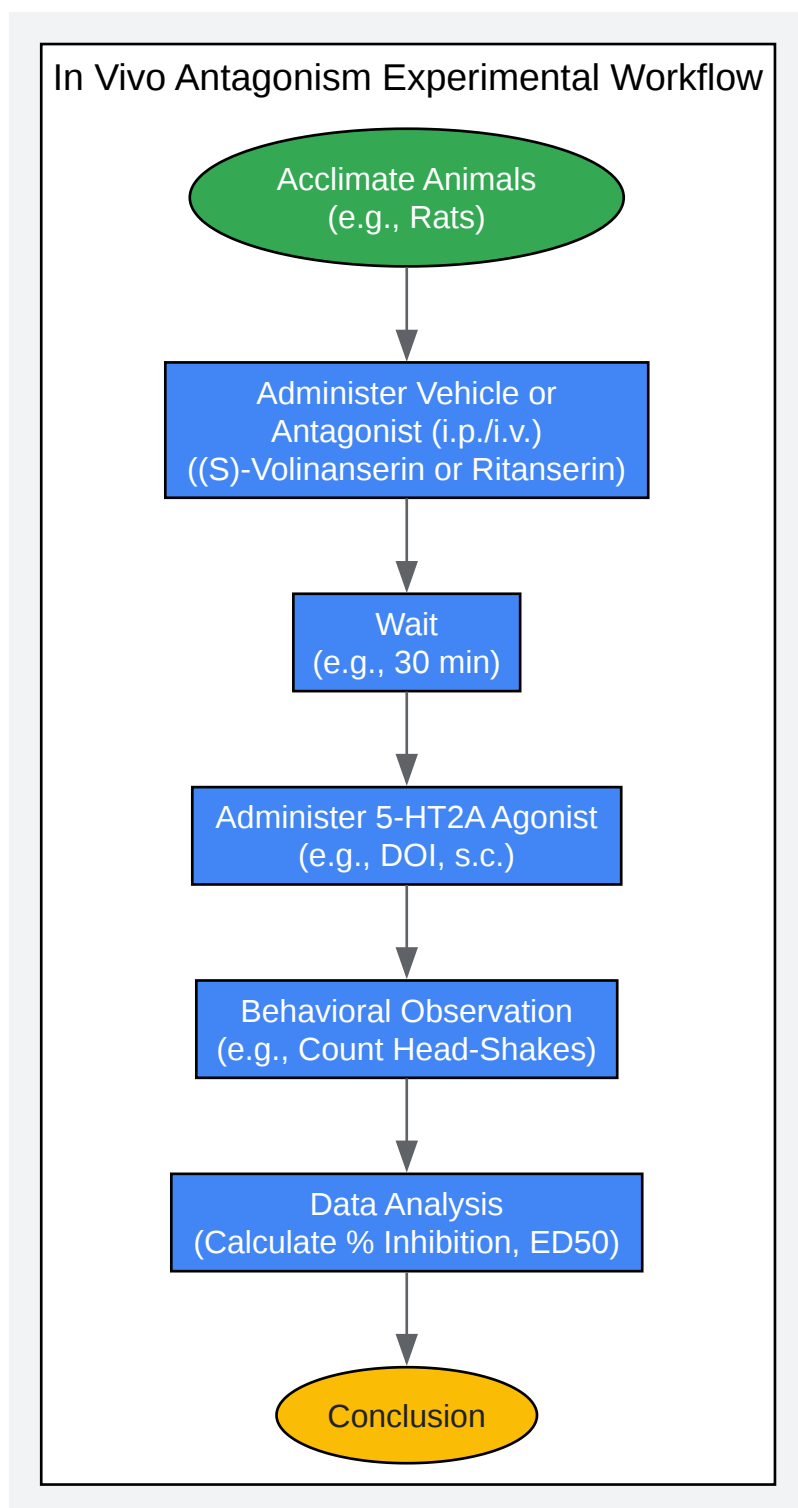 In Vivo Antagonism Experimental Workflow
Acclimate Animals
(e.g., Rats)
Administer Vehicle or
Antagonist (i.p./i.v.)
((S)-Volinanserin or Ritanserin)
Wait
(e.g., 30 min)
Administer 5-HT2A Agonist
(e.g., DOI, s.c.)
Behavioral Observation
(e.g., Count Head-Shakes)
Data Analysis
(Calculate % Inhibition, ED50)
Conclusion